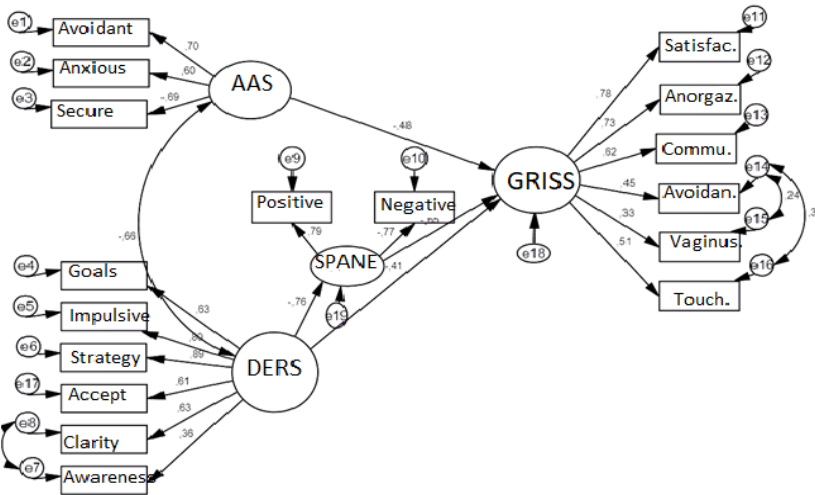 e1
Avoidant
.70
e2
Anxious
.60
e3
Secure
-.69
AAS
-.48
-.66
e9
e10
Positive
Negative
.79
-.77
SPANE
-.41
-.76
e19
e4
Goals
.63
e5
Impulsive
e6
Strategy
.89
e17
Accept
.61
e8
Clarity
.63
e7
Awareness
.36
DERS
GRISS
e18
e11
Satisfac.
.78
e12
Anorgaz.
.73
e13
Commu.
.62
e14
Avoidan.
.45
.24
e15
Vaginus.
.33
.3
e16
Touch.
.51